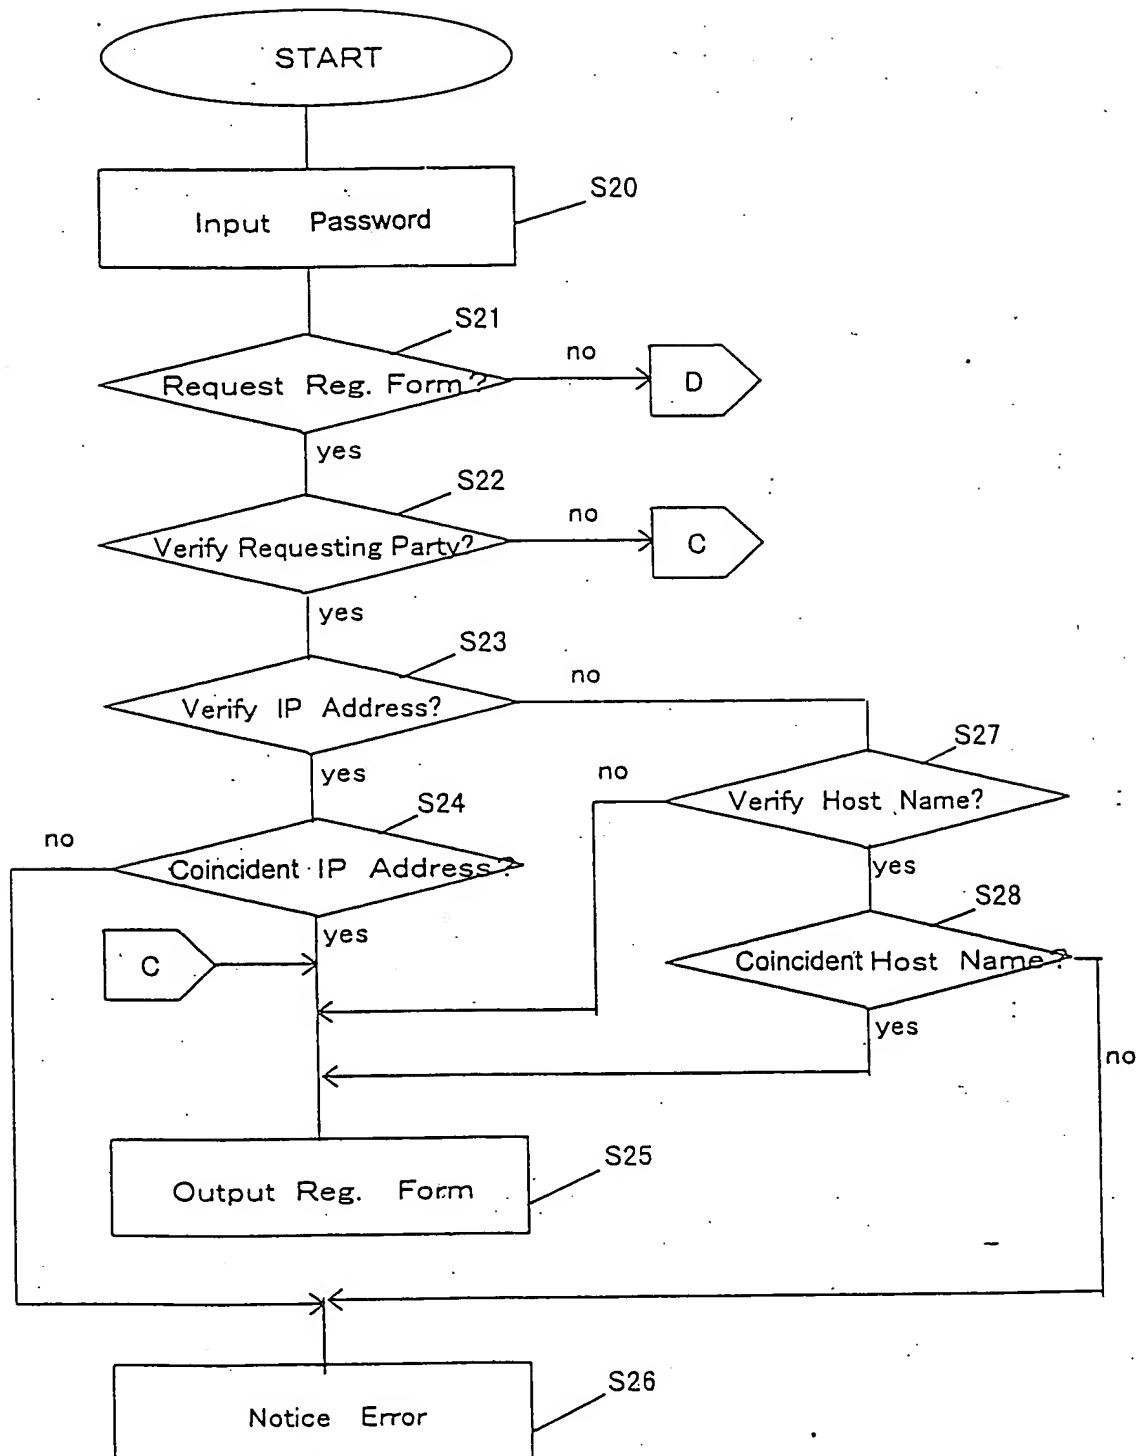 START
Input Password
S20
S21
Request Reg. Form?
no
D
yes
S22
Verify Requesting Party?
no
C
yes
S23
Verify IP Address?
no
yes
S27
Verify Host Name?
no
yes
S24
Coincident IP Address?
no
yes
S28
Coincident Host Name?
yes
no
C
S25
Output Reg. Form
S26
Notice Error